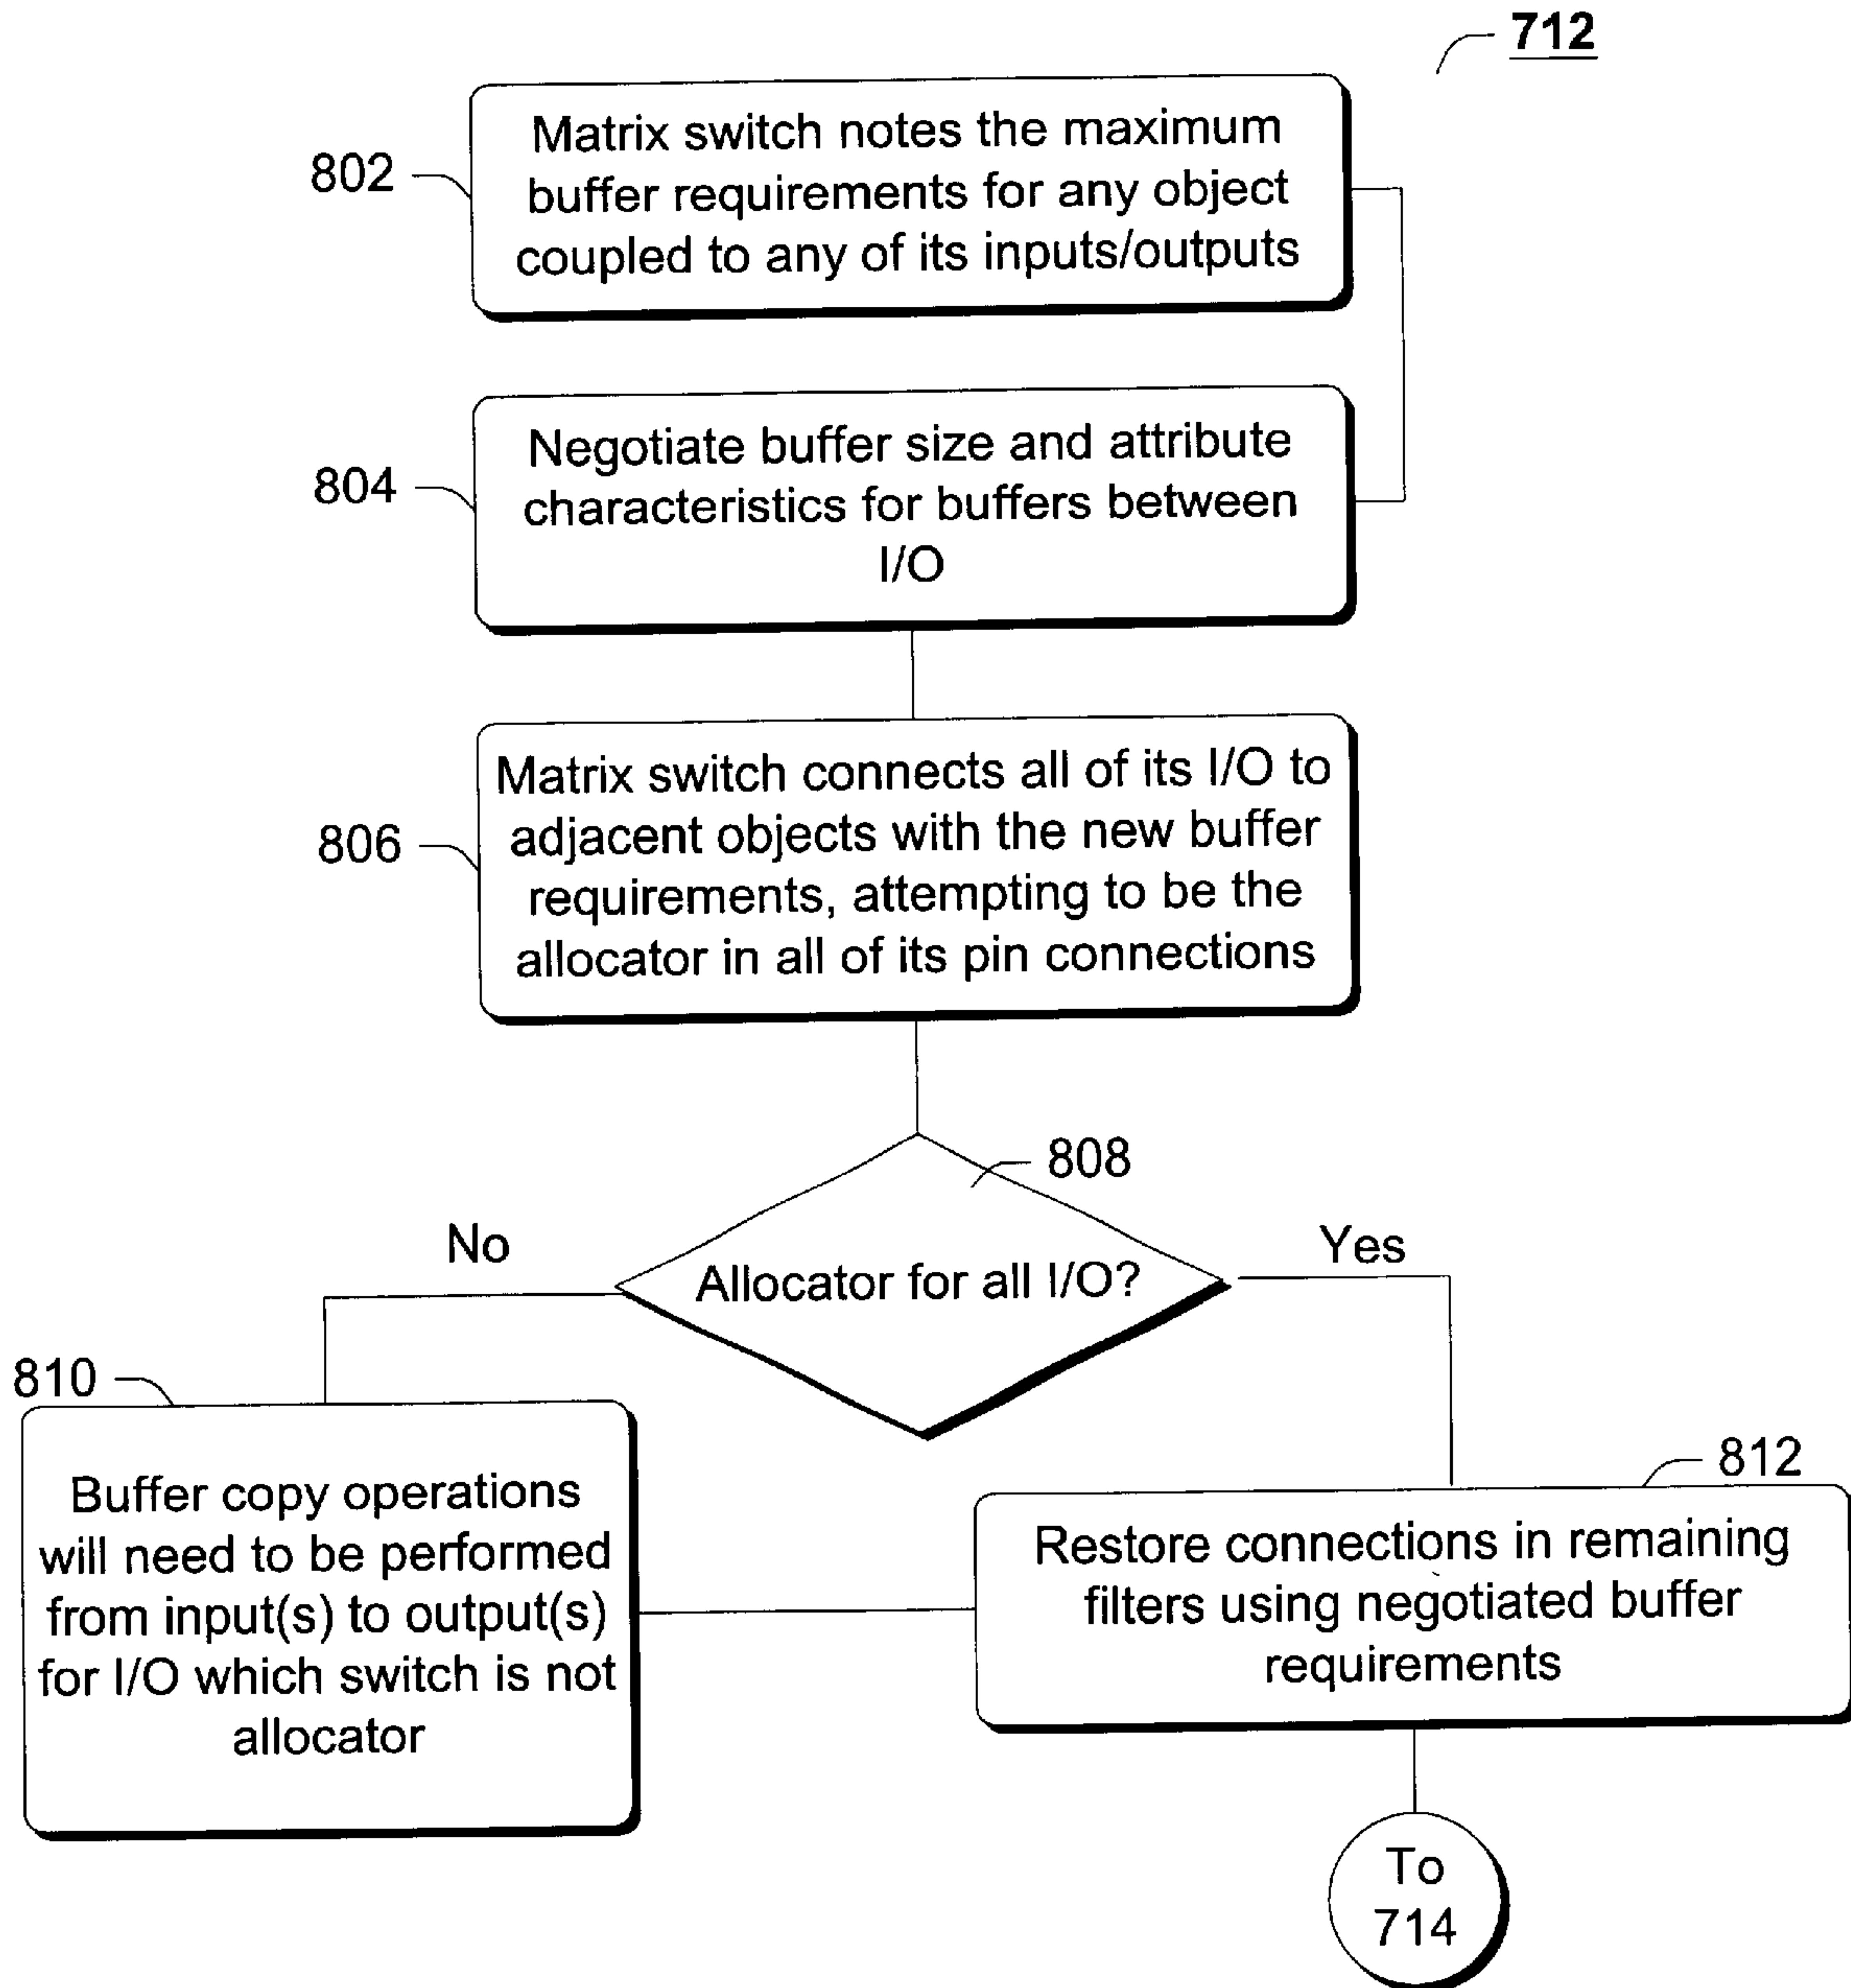 712
802
Matrix switch notes the maximum
buffer requirements for any object
coupled to any of its inputs/outputs
804
Negotiate buffer size and attribute
characteristics for buffers between
I/O
806
Matrix switch connects all of its I/O to
adjacent objects with the new buffer
requirements, attempting to be the
allocator in all of its pin connections
808
No
Yes
Allocator for all I/O?
810
Buffer copy operations
will need to be performed
from input(s) to output(s)
for I/O which switch is not
allocator
812
Restore connections in remaining
filters using negotiated buffer
requirements
To
714